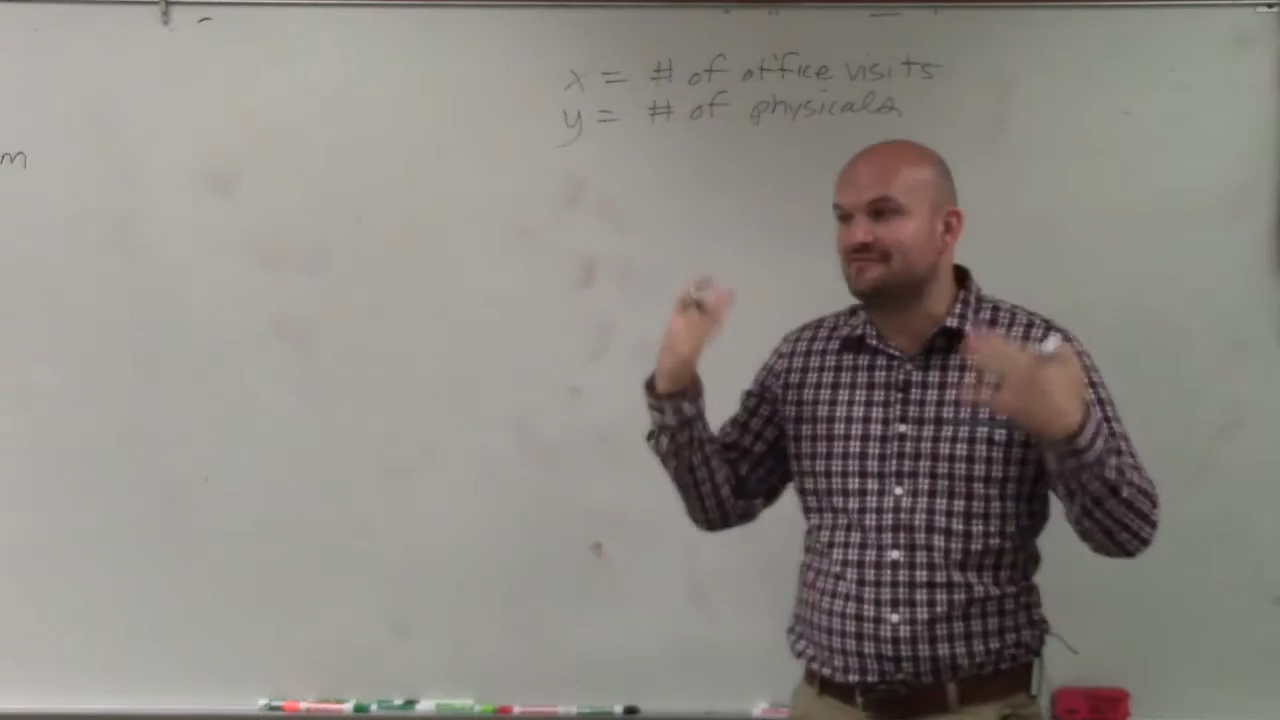 x = # of office visits
y = # of physicals
m